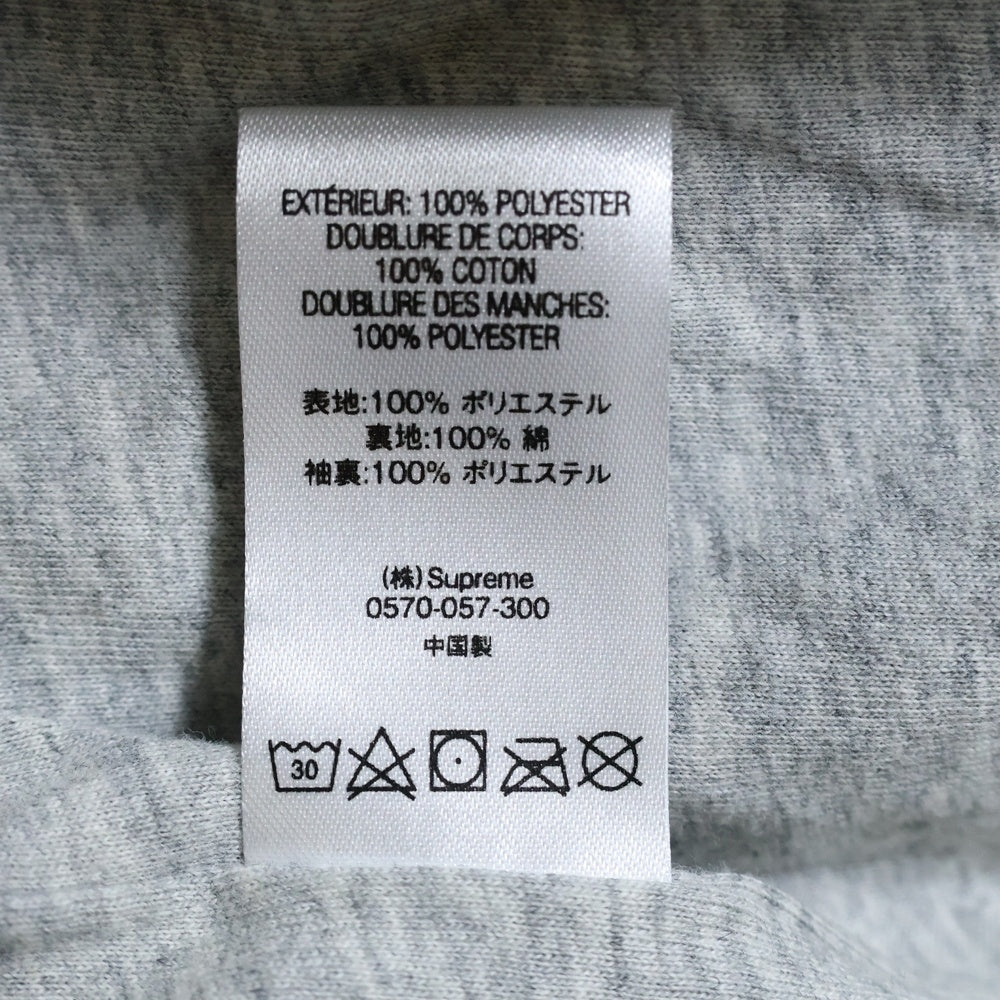 EXTÉRIEUR: 100% POLYESTER
DOUBLURE DE CORPS:
100% COTON
DOUBLURE DES MANCHES:
100% POLYESTER
表地:100% ポリエステル
裏地:100% 綿
袖裏:100% ポリエステル
(株)Supreme
0570-057-300
中国製
30